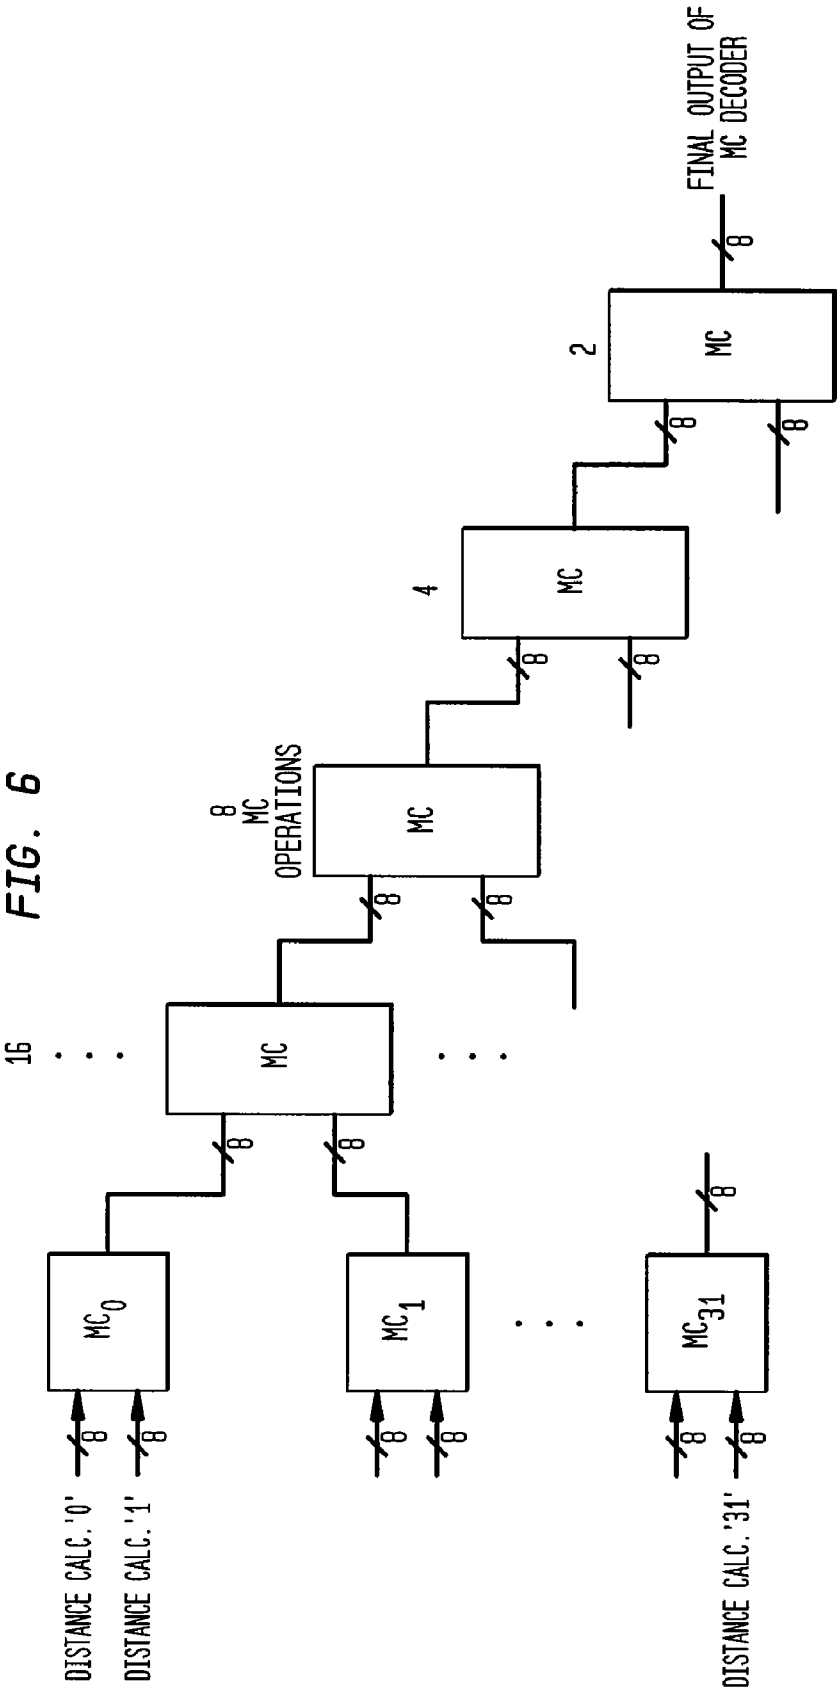 FIG. 6
DISTANCE CALC.'0'
DISTANCE CALC.'1'
8
8
MC0
8
8
MC1
DISTANCE CALC.'31'
8
8
MC31
8
16
8
8
MC
8
MC
OPERATIONS
8
8
MC
4
8
8
MC
2
8
8
MC
8
FINAL OUTPUT OF
MC DECODER